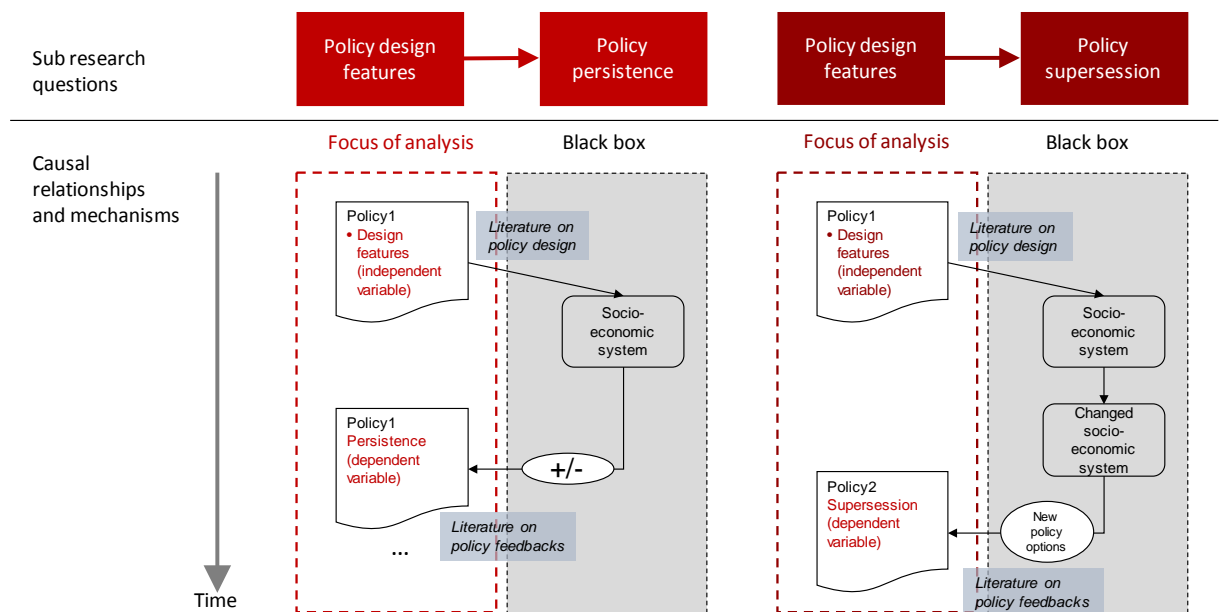 Sub research
questions
Policy design
features
Policy
persistence
Policy design
features
Policy
supersession
Causal
relationships
and mechanisms
Time
Focus of analysis
Black box
Policy1
• Design
features
(independent
variable)
Literature on
policy design
Socio-
economic
system
Policy1
Persistence
(dependent
variable)
+/-
Literature on
policy feedbacks
...
Focus of analysis
Black box
Policy1
• Design
features
(independent
variable)
Literature on
policy design
Socio-
economic
system
Changed
socio-
economic
system
Policy2
Supersession
(dependent
variable)
New
policy
options
Literature on
policy feedbacks